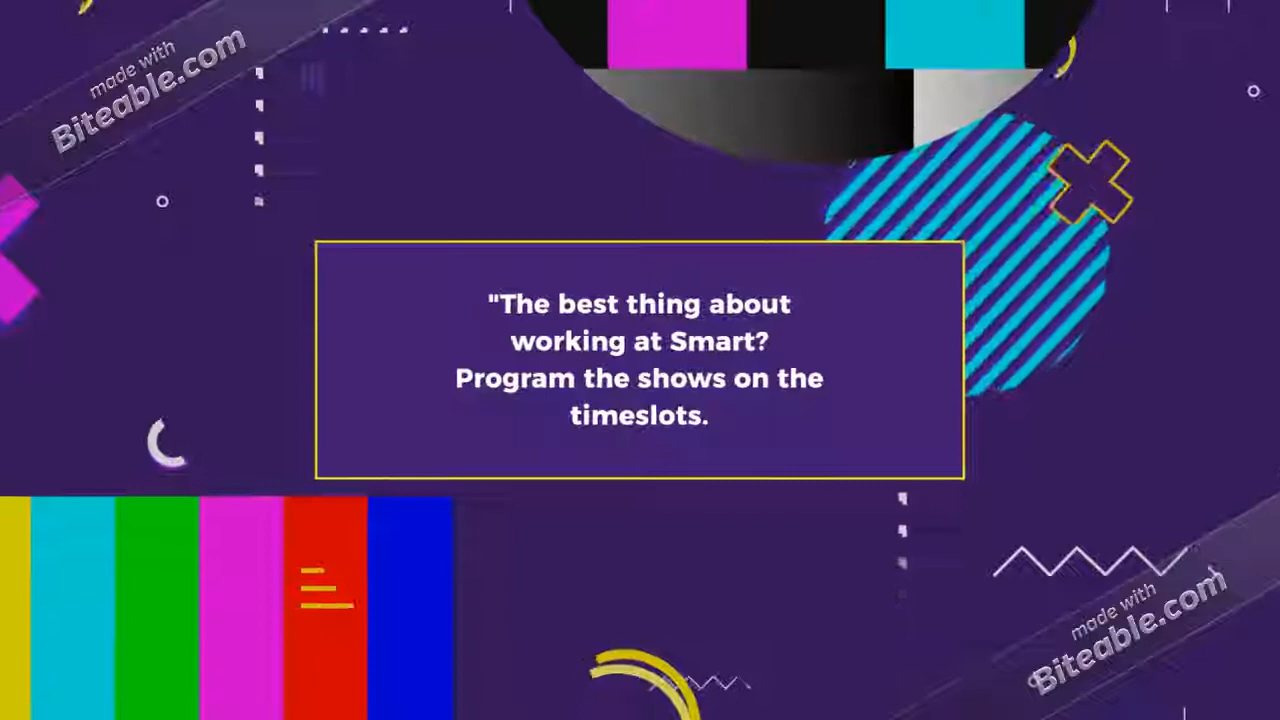 made with
Biteable.com
"The best thing about
working at Smart?
Program the shows on the
timeslots.
made with
Biteable.com